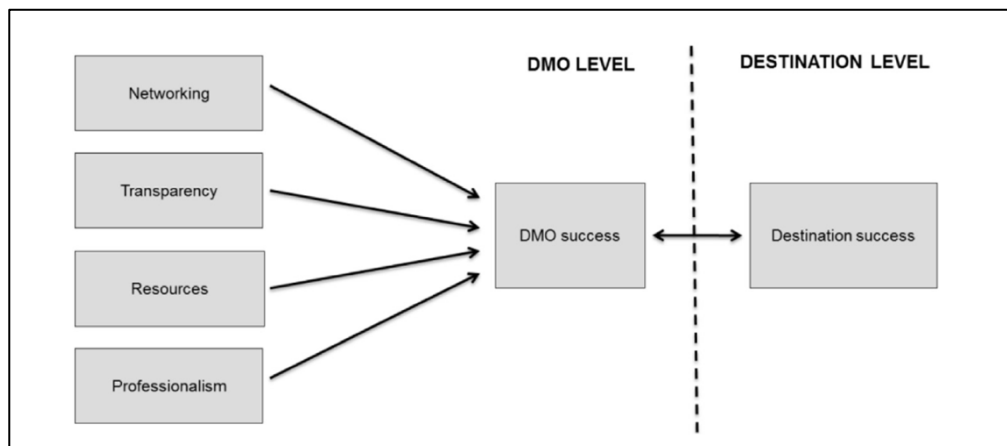 DMO LEVEL
DESTINATION LEVEL
Networking
Transparency
Resources
Professionalism
DMO success
Destination success